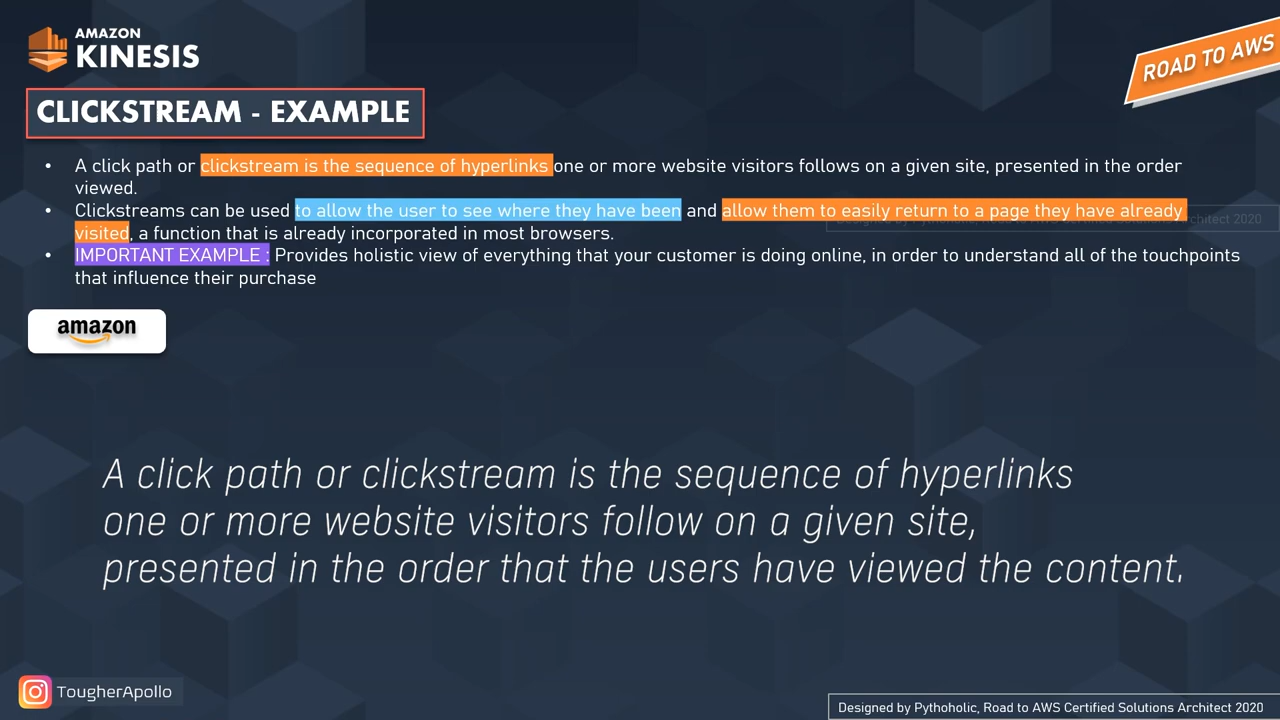 AMAZON
KINESIS
ROAD TO AWS
CLICKSTREAM - EXAMPLE
• A click path or clickstream is the sequence of hyperlinks one or more website visitors follows on a given site, presented in the order
viewed.
• Clickstreams can be used to allow the user to see where they have been and allow them to easily return to a page they have already
visited, a function that is already incorporated in most browsers.
• IMPORTANT EXAMPLE : Provides holistic view of everything that your customer is doing online, in order to understand all of the touchpoints
that influence their purchase
amazon
A click path or clickstream is the sequence of hyperlinks
one or more website visitors follow on a given site,
presented in the order that the users have viewed the content.
TougherApollo
Designed by Pythoholic, Road to AWS Certified Solutions Architect 2020